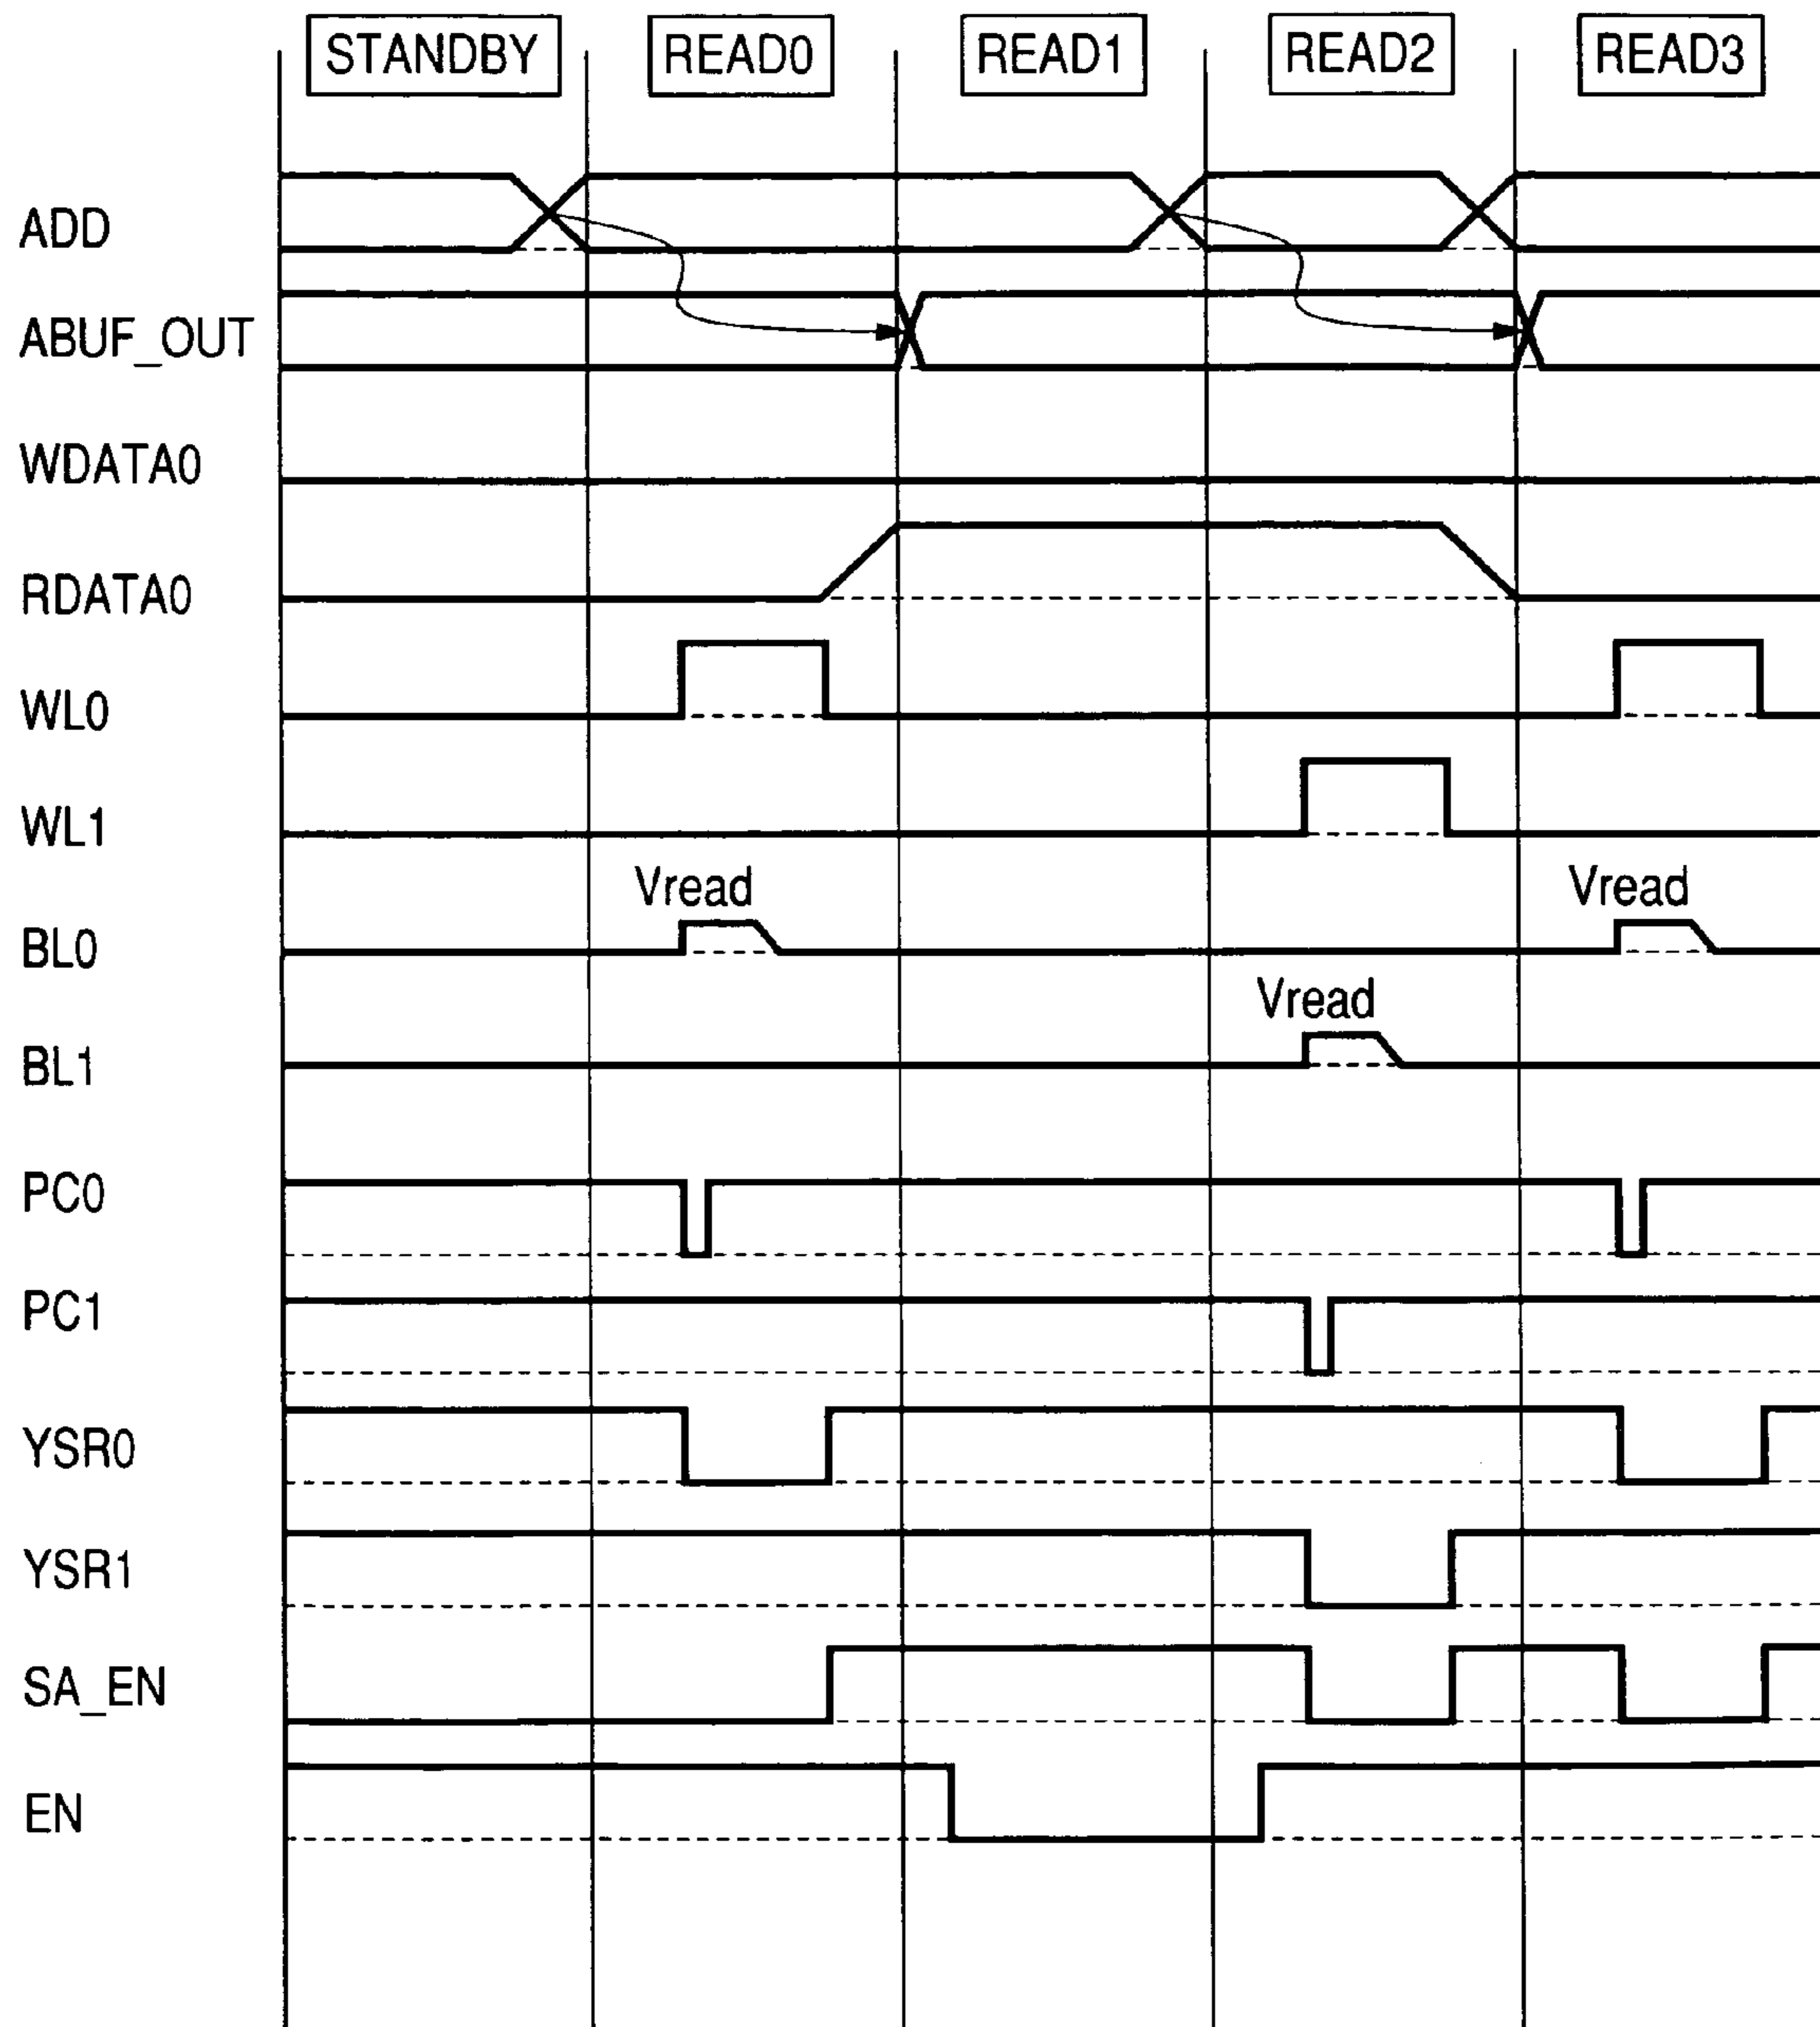 STANDBY READ0 READ1 READ2 READ3
ADD
ABUF_OUT
WDATA0
RDATA0
WL0
WL1
Vread Vread
BL0
Vread
BL1
PC0
PC1
YSR0
YSR1
SA_EN
EN